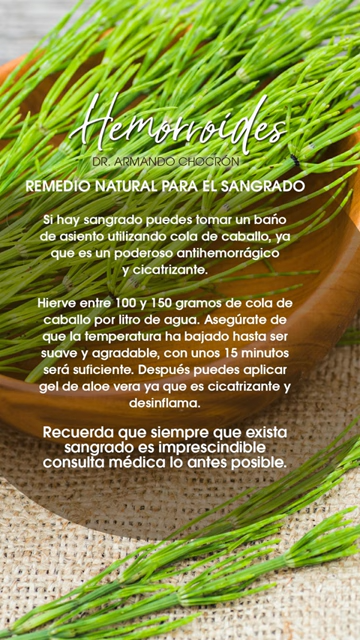 Hemorroides
DR. ARMANDO CHOCRÓN
REMEDIO NATURAL PARA EL SANGRADO
Si hay sangrado puedes tomar un baño
de asiento utilizando cola de caballo, ya
que es un poderoso antihemorrágico
y cicatrizante.
Hierve entre 100 y 150 gramos de cola de
caballo por litro de agua. Asegúrate de
que la temperatura ha bajado hasta ser
suave y agradable, con unos 15 minutos
será suficiente. Después puedes aplicar
gel de aloe vera ya que es cicatrizante y
desinflama.
Recuerda que siempre que exista
sangrado es imprescindible
consulta médica lo antes posible.